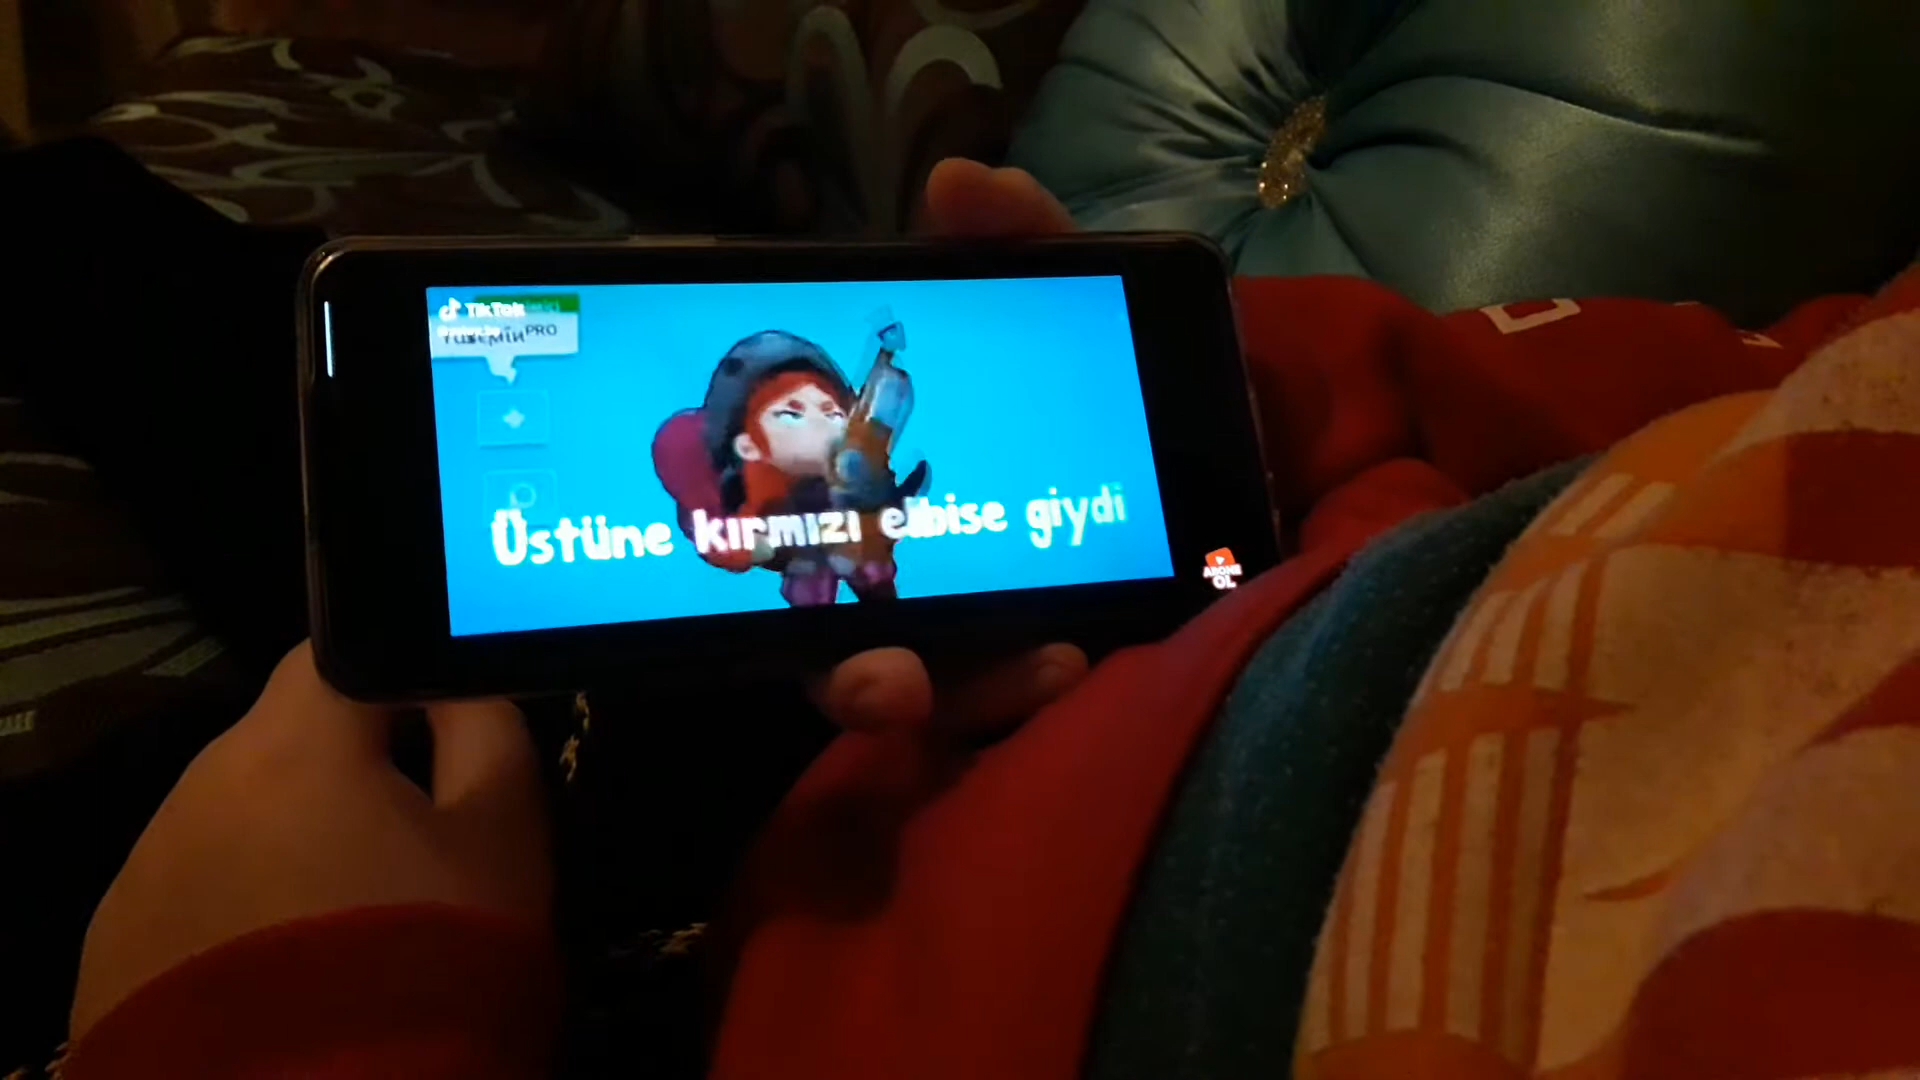 TikTok
PRO
Üstüne kırmızı elbise giydi
ABONE
OL